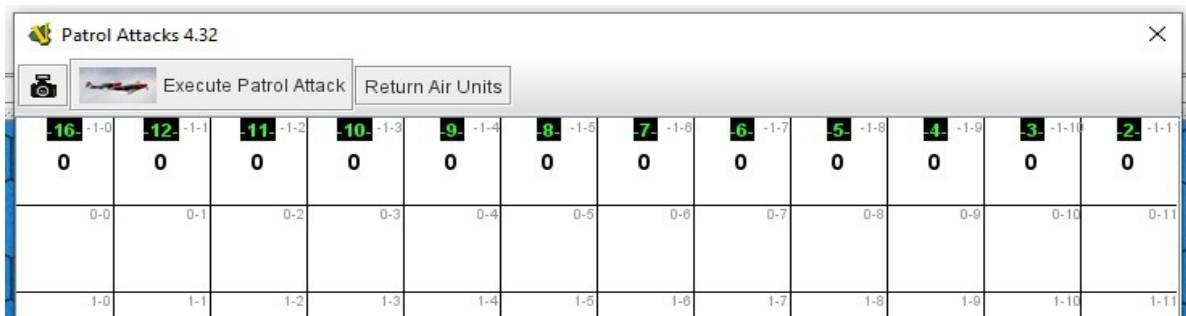 Patrol Attacks 4.32
Execute Patrol Attack Return Air Units
-16- -1-0 -12- -1-1 -11- -1-2 -10- -1-3 -9- -1-4 -8- -1-5 -7- -1-6 -6- -1-7 -5- -1-8 -4- -1-9 -3- -1-10 -2- -1-11
0 0 0 0 0 0 0 0 0 0 0 0
0-0 0-1 0-2 0-3 0-4 0-5 0-6 0-7 0-8 0-9 0-10 0-11
1-0 1-1 1-2 1-3 1-4 1-5 1-6 1-7 1-8 1-9 1-10 1-11